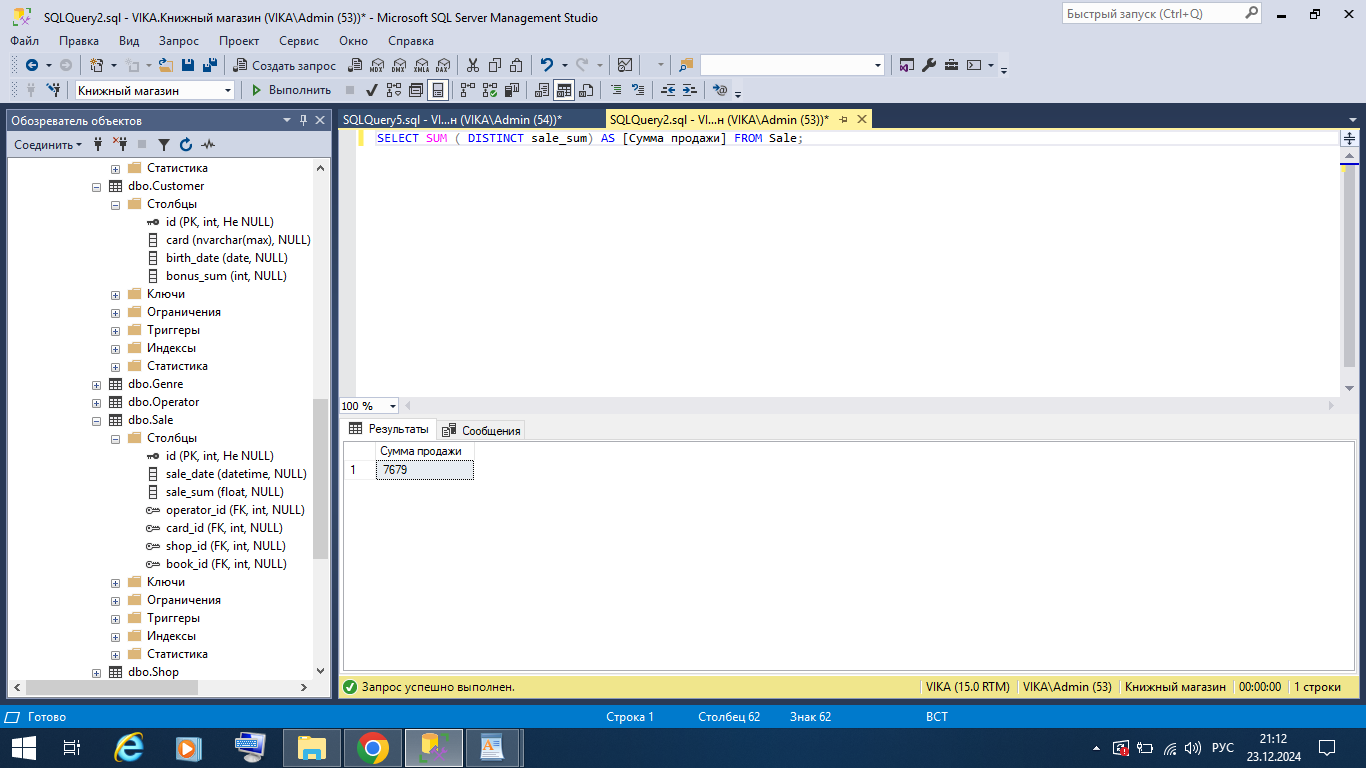 SQLQuery2.sql - VIKA.Книжный магазин (VIKA\Admin (53))* - Microsoft SQL Server Management Studio
Быстрый запуск (Ctrl+Q)
Файл Правка Вид Запрос Проект Сервис Окно Справка
Создать запрос MDX DMX XMLA DAX
Книжный магазин Выполнить
Обозреватель объектов
SQLQuery5.sql - VI...н (VIKA\Admin (54))* SQLQuery2.sql - VI...н (VIKA\Admin (53))*
Соединить
SELECT SUM ( DISTINCT sale_sum) AS [Сумма продажи] FROM Sale;
Статистика
dbo.Customer
Столбцы
id (PK, int, Не NULL)
card (nvarchar(max), NULL)
birth_date (date, NULL)
bonus_sum (int, NULL)
Ключи
Ограничения
Триггеры
Индексы
Статистика
dbo.Genre
dbo.Operator
dbo.Sale
Столбцы
id (PK, int, Не NULL)
sale_date (datetime, NULL)
sale_sum (float, NULL)
operator_id (FK, int, NULL)
card_id (FK, int, NULL)
shop_id (FK, int, NULL)
book_id (FK, int, NULL)
Ключи
Ограничения
Триггеры
Индексы
Статистика
dbo.Shop
100 %
Результаты Сообщения
Сумма продажи
1 7679
Запрос успешно выполнен. VIKA (15.0 RTM) VIKA\Admin (53) Книжный магазин 00:00:00 1 строки
Готово Строка 1 Столбец 62 Знак 62 ВСТ
РУС
21:12
23.12.2024